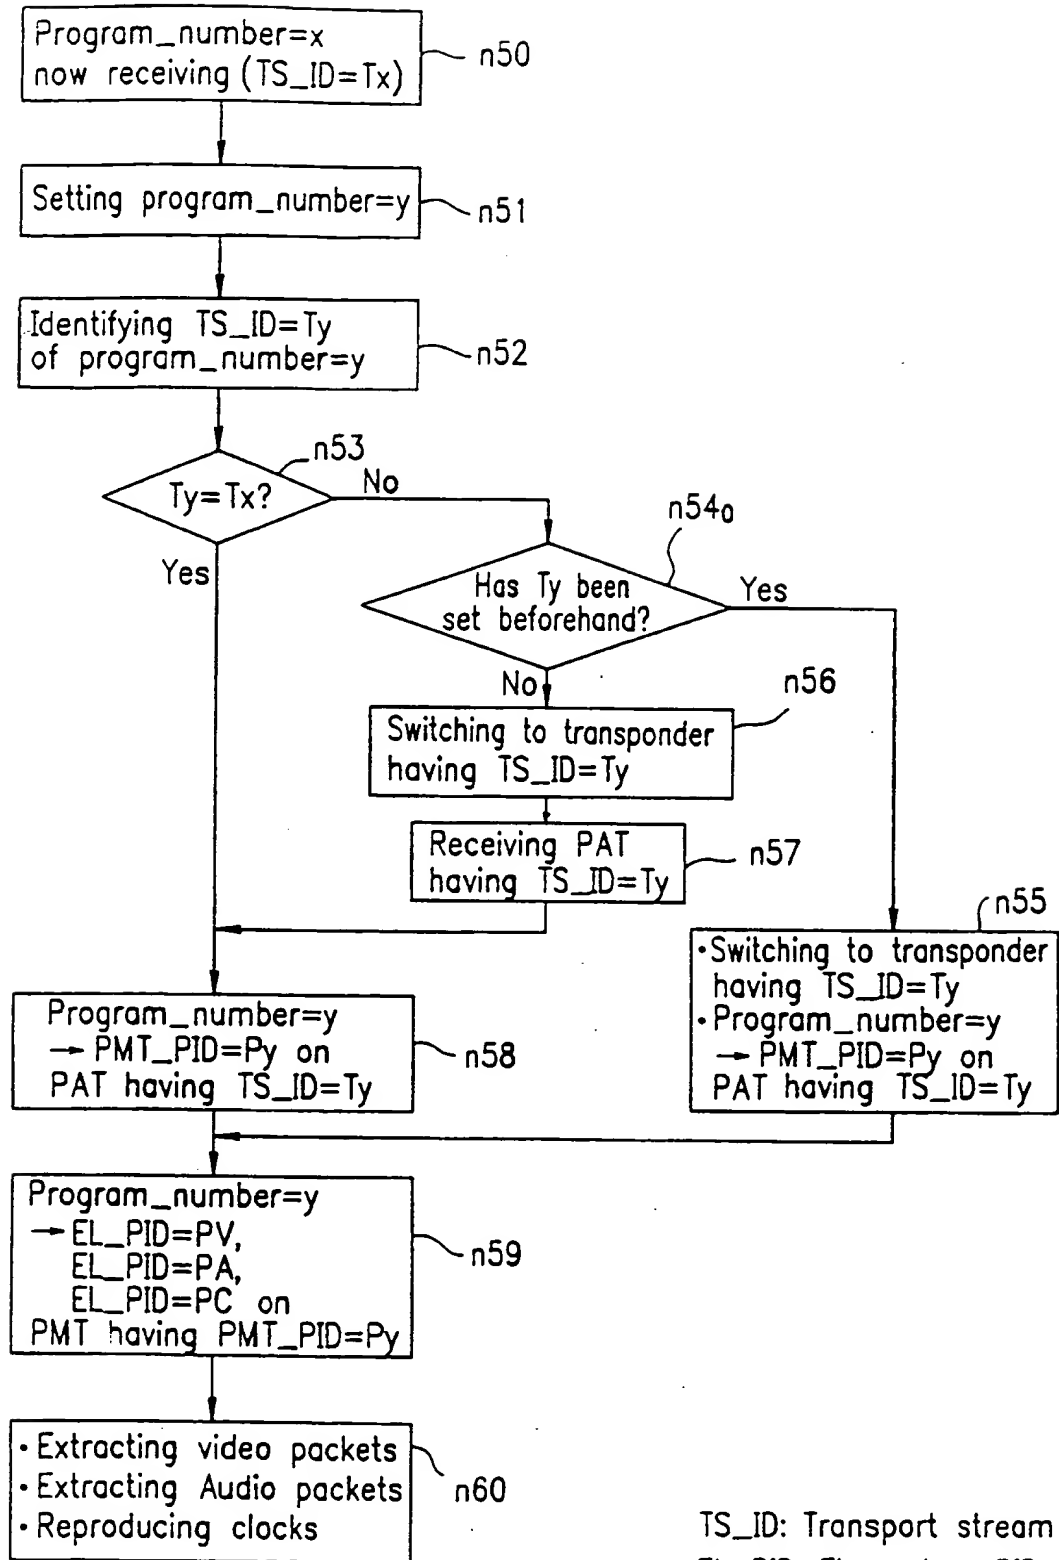 Program_number=x
now receiving (TS_ID=Tx)
n50
Setting program_number=y
n51
Identifying TS_ID=Ty
of program_number=y
n52
n53
Ty=Tx?
No
Yes
n54a
Has Ty been
set beforehand?
Yes
No
n56
Switching to transponder
having TS_ID=Ty
Receiving PAT
having TS_ID=Ty
n57
n55
•Switching to transponder
having TS_ID=Ty
•Program_number=y
→ PMT_PID=Py on
PAT having TS_ID=Ty
Program_number=y
→ PMT_PID=Py on
PAT having TS_ID=Ty
n58
Program_number=y
→ EL_PID=PV,
EL_PID=PA,
EL_PID=PC on
PMT having PMT_PID=Py
n59
•Extracting video packets
•Extracting Audio packets
•Reproducing clocks
n60
TS_ID: Transport stream